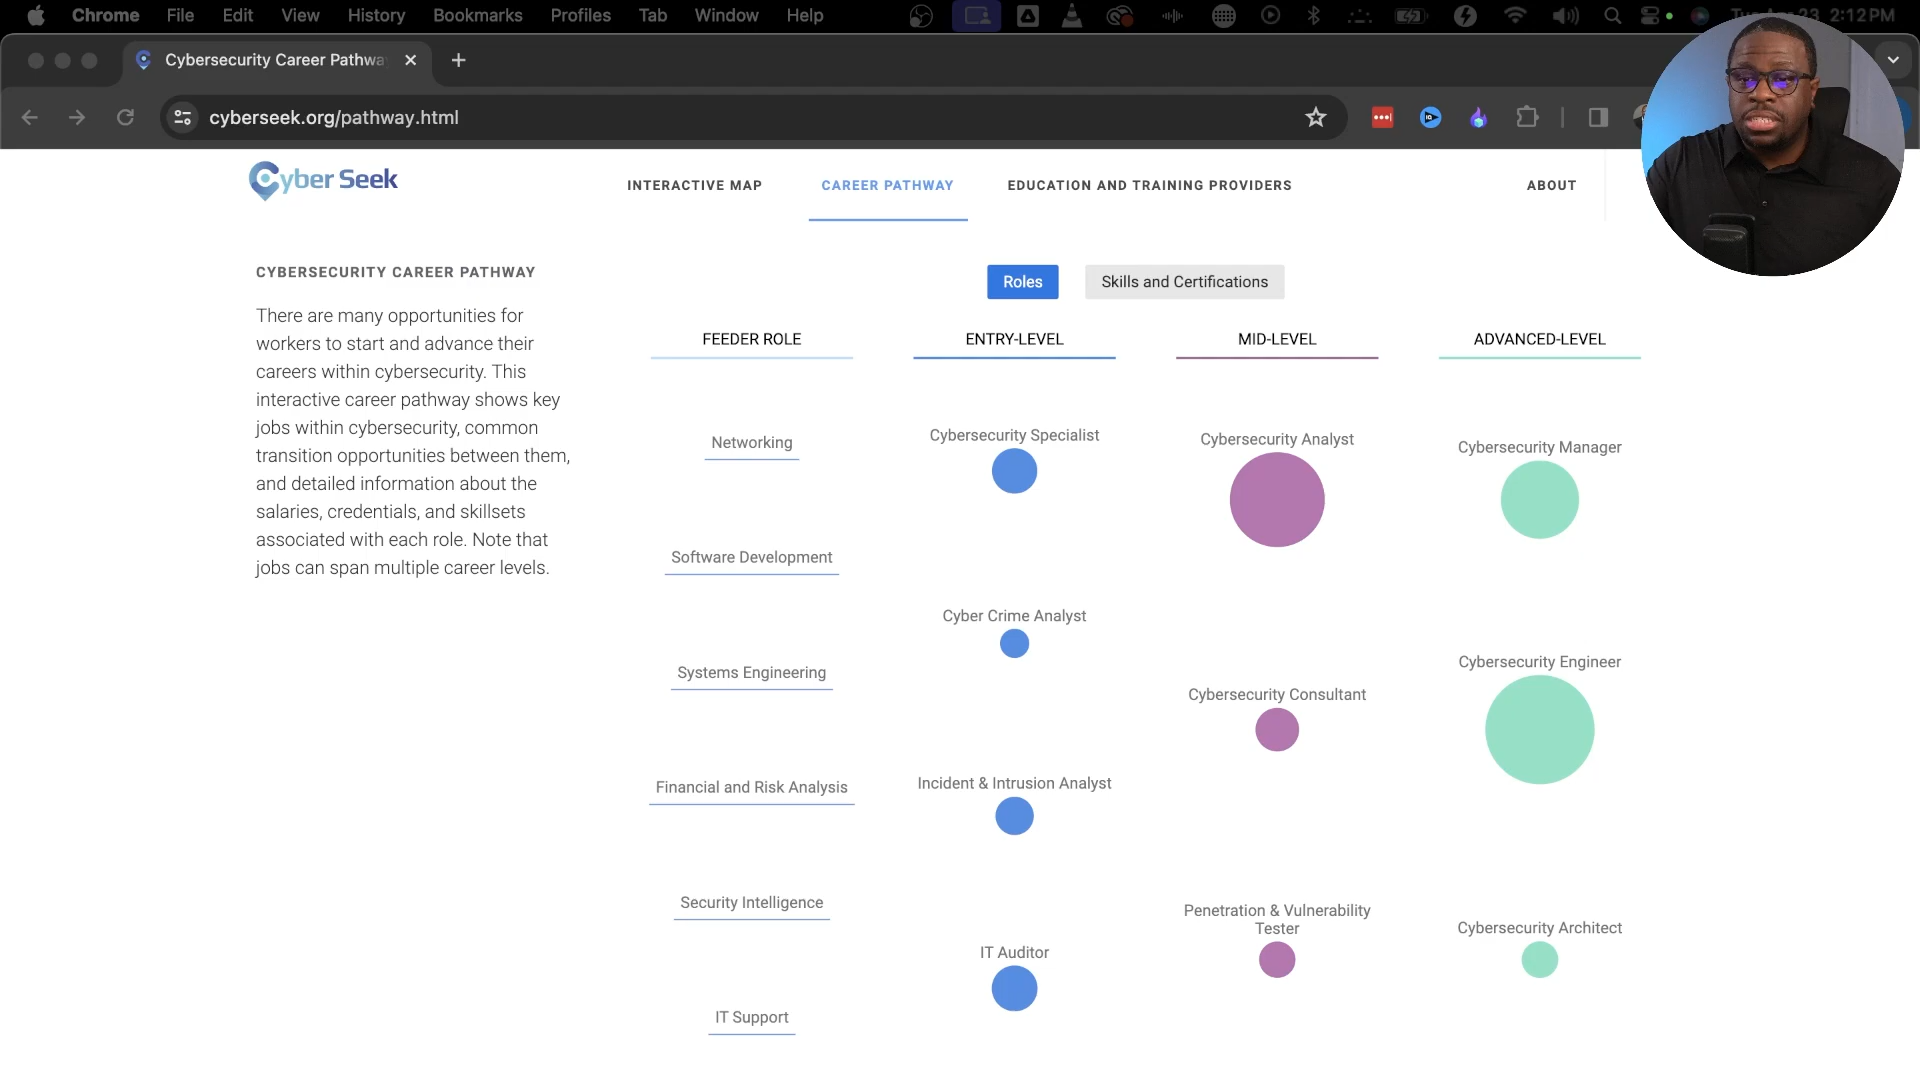 Chrome File Edit View History Bookmarks Profiles Tab Window Help 2:12 PM
Cybersecurity Career Pathwa
cyberseek.org/pathway.html
Cyber Seek
INTERACTIVE MAP CAREER PATHWAY EDUCATION AND TRAINING PROVIDERS ABOUT
CYBERSECURITY CAREER PATHWAY
There are many opportunities for
workers to start and advance their
careers within cybersecurity. This
interactive career pathway shows key
jobs within cybersecurity, common
transition opportunities between them,
and detailed information about the
salaries, credentials, and skillsets
associated with each role. Note that
jobs can span multiple career levels.
Roles Skills and Certifications
FEEDER ROLE ENTRY-LEVEL MID-LEVEL ADVANCED-LEVEL
Networking
Software Development
Systems Engineering
Financial and Risk Analysis
Security Intelligence
IT Support
Cybersecurity Specialist
Cyber Crime Analyst
Incident & Intrusion Analyst
IT Auditor
Cybersecurity Analyst
Cybersecurity Consultant
Penetration & Vulnerability
Tester
Cybersecurity Manager
Cybersecurity Engineer
Cybersecurity Architect